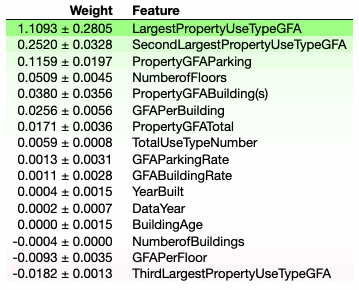 Weight Feature
1.1093 ± 0.2805 LargestPropertyUseTypeGFA
0.2520 ± 0.0328 SecondLargestPropertyUseTypeGFA
0.1159 ± 0.0197 PropertyGFAParking
0.0509 ± 0.0045 NumberofFloors
0.0380 ± 0.0356 PropertyGFABuilding(s)
0.0256 ± 0.0056 GFAPerBuilding
0.0171 ± 0.0036 PropertyGFATotal
0.0059 ± 0.0008 TotalUseTypeNumber
0.0013 ± 0.0031 GFAParkingRate
0.0011 ± 0.0028 GFABuildingRate
0.0004 ± 0.0015 YearBuilt
0.0002 ± 0.0007 DataYear
0.0000 ± 0.0015 BuildingAge
-0.0004 ± 0.0000 NumberofBuildings
-0.0093 ± 0.0035 GFAPerFloor
-0.0182 ± 0.0013 ThirdLargestPropertyUseTypeGFA